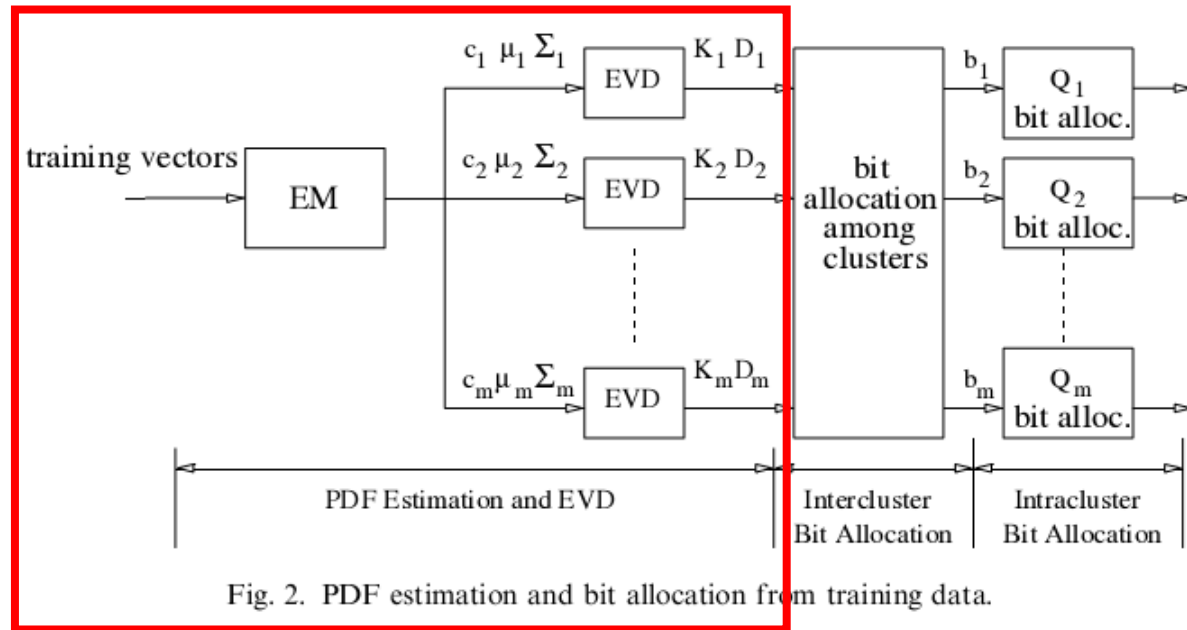 c₁ μ₁ Σ₁
EVD
K₁ D₁
b₁
Q₁
bit alloc.
training vectors
EM
c₂ μ₂ Σ₂
EVD
K₂ D₂
bit
allocation
among
clusters
b₂
Q₂
bit alloc.
cₘ μₘ Σₘ
EVD
Kₘ Dₘ
bₘ
Qₘ
bit alloc.
PDF Estimation and EVD
Intercluster
Bit Allocation
Intracluster
Bit Allocation
Fig. 2. PDF estimation and bit allocation from training data.